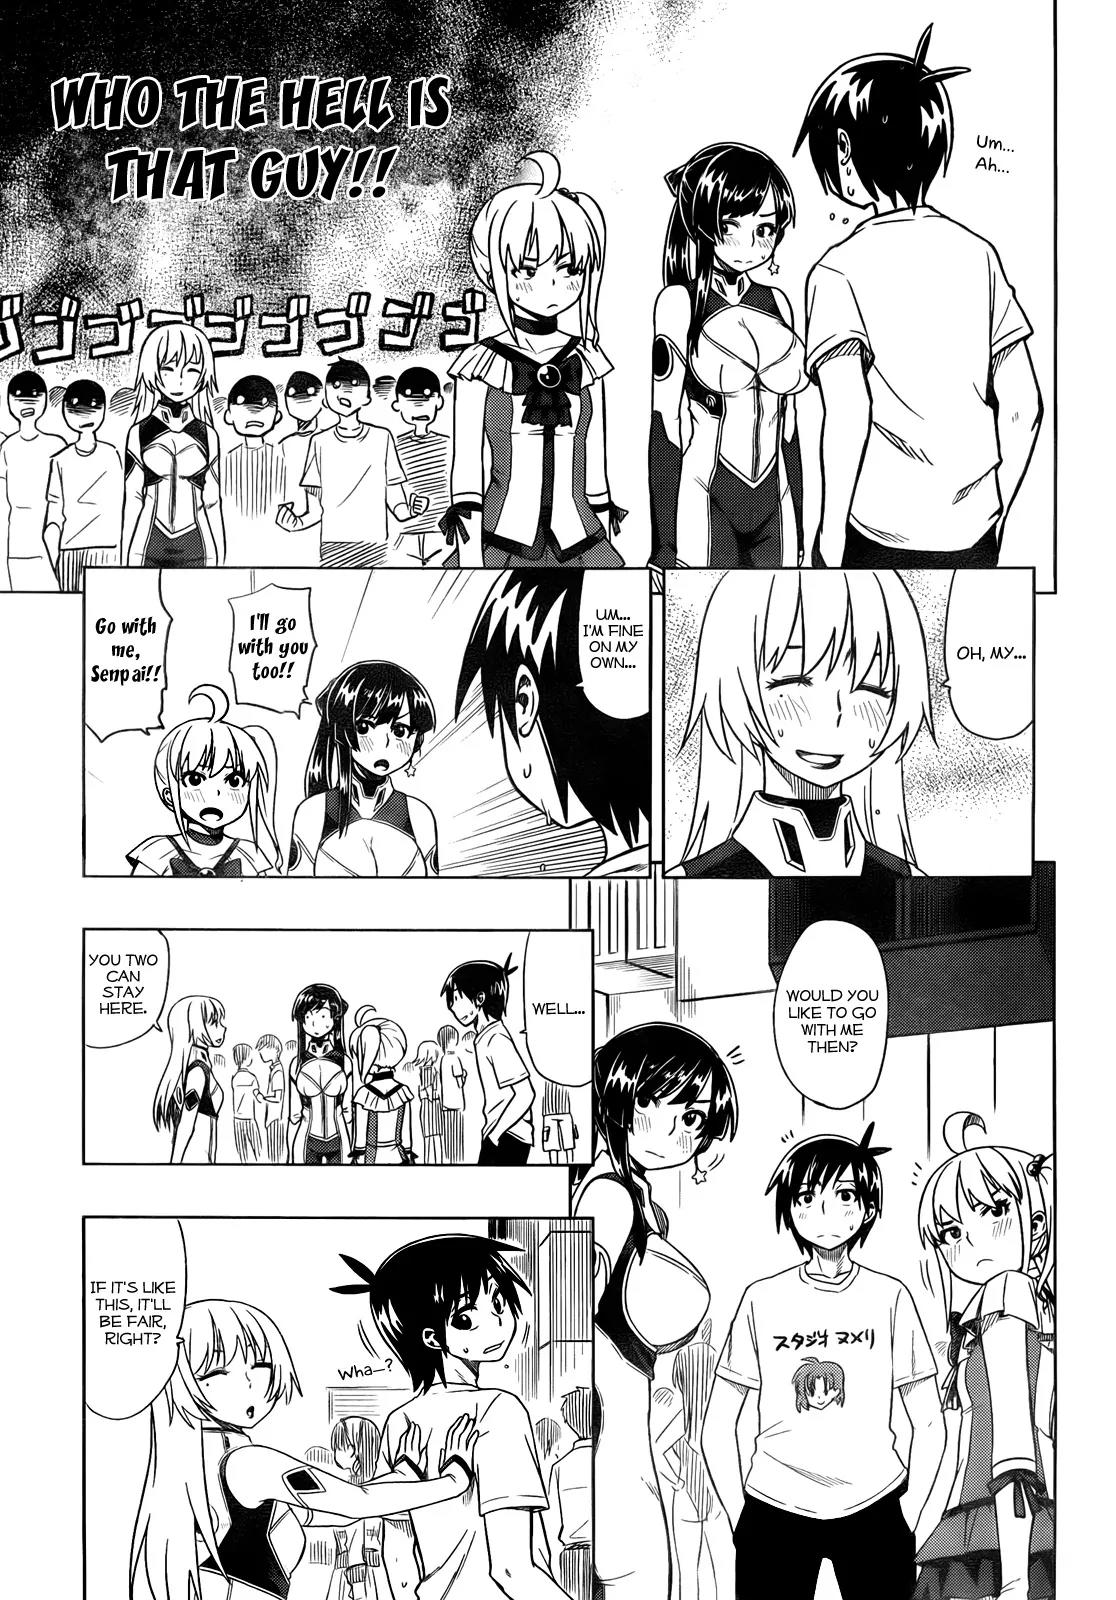 WHO THE HELL IS
THAT GUY!!
Um...
Ah...
ゴゴゴゴゴゴゴゴゴ
OH, MY...
UM...
I'M FINE
ON MY
OWN...
I'll go
with you
too!!
Go with
me,
Senpai!!
WOULD YOU
LIKE TO GO
WITH ME
THEN?
スタジオ ヌメリ
WELL...
YOU TWO
CAN
STAY
HERE.
IF IT'S LIKE
THIS, IT'LL
BE FAIR,
RIGHT?
Wha—?